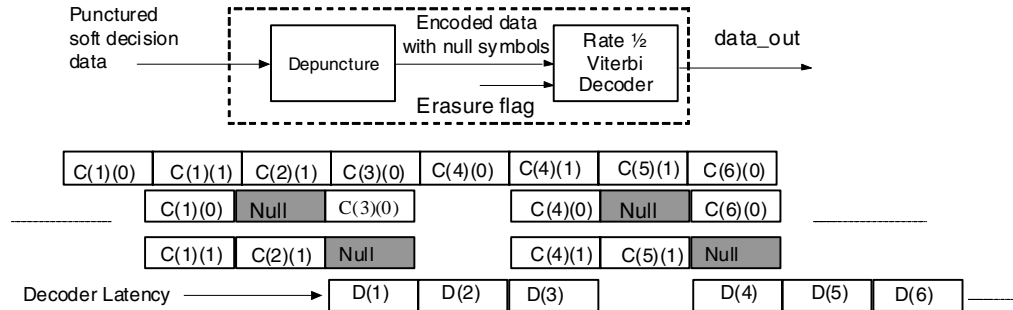 Punctured
soft decision
data
Depuncture
Encoded data
with null symbols
Erasure flag
Rate ½
Viterbi
Decoder
data_out
C(1)(0) C(1)(1) C(2)(1) C(3)(0) C(4)(0) C(4)(1) C(5)(1) C(6)(0)
C(1)(0) Null C(3)(0) C(4)(0) Null C(6)(0)
C(1)(1) C(2)(1) Null C(4)(1) C(5)(1) Null
Decoder Latency D(1) D(2) D(3) D(4) D(5) D(6)